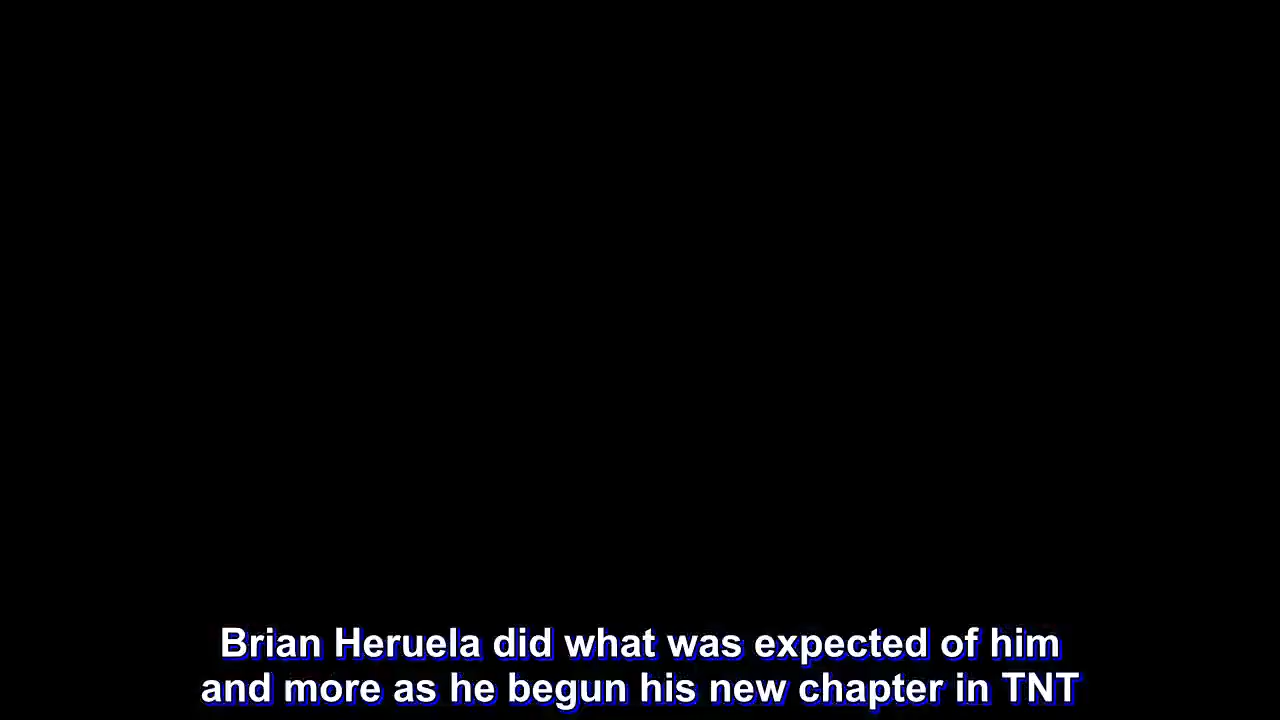 Brian Heruela did what was expected of him
and more as he begun his new chapter in TNT